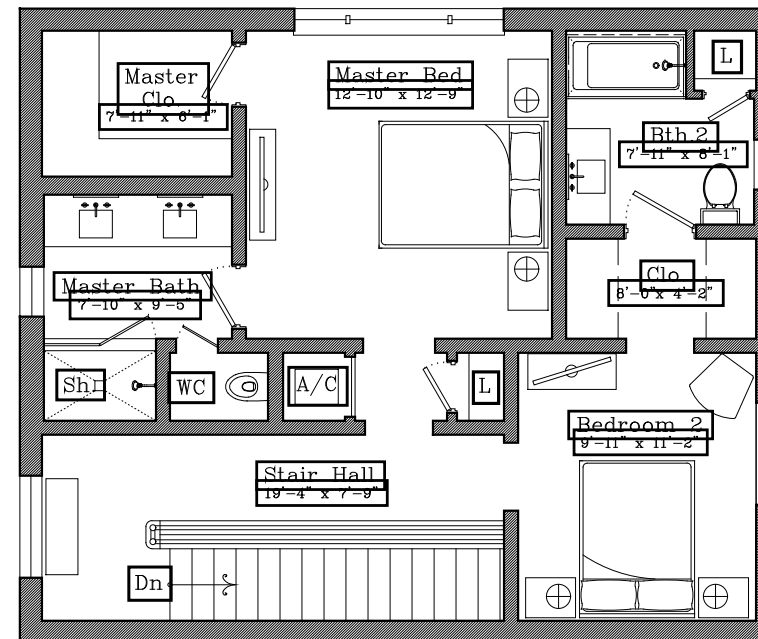 Master
Clo.
7'-11" x 6'-1"
Master Bed
12'-10" x 12'-9"
L
Bth.2
7'-11" x 8'-1"
Master Bath
7'-10" x 9'-5"
Clo.
8'-0"x 4'-2"
Sh
WC
A/C
L
Bedroom 2
9'-11" x 11'-2"
Stair Hall
19'-4" x 7'-9"
Dn